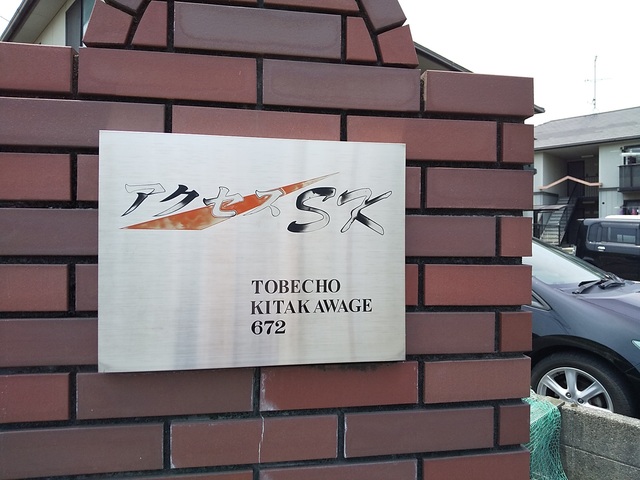 アクセスSK
TOBECHO
KITAKAWAGE
672